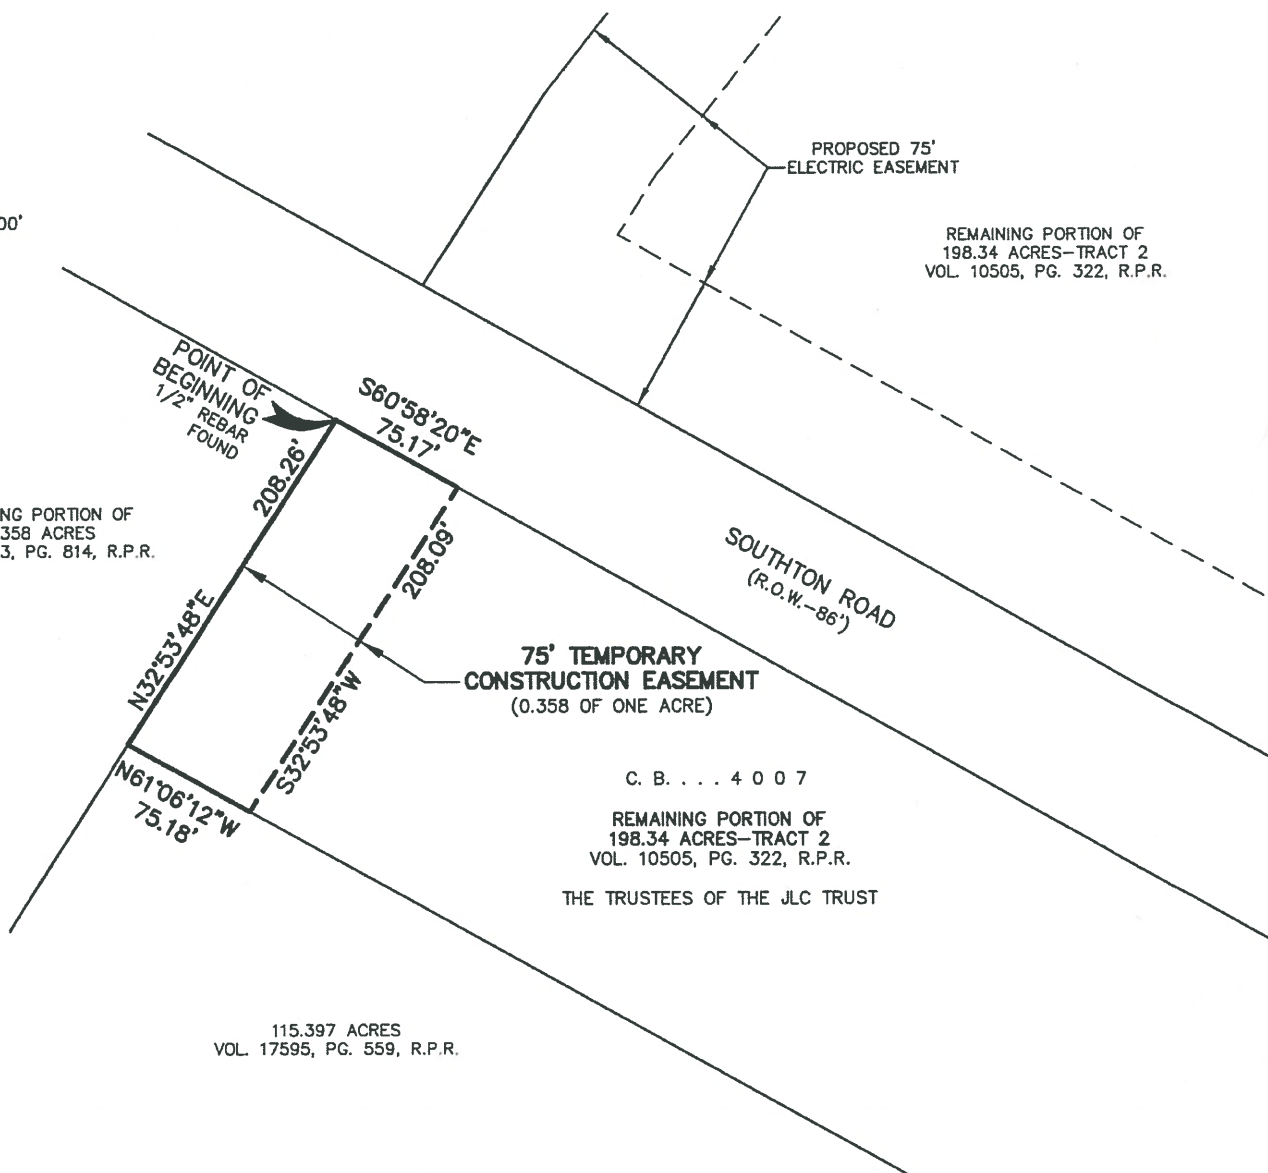 PROPOSED 75'
ELECTRIC EASEMENT
00'
REMAINING PORTION OF
198.34 ACRES-TRACT 2
VOL. 10505, PG. 322, R.P.R.
POINT OF
BEGINNING
1/2" REBAR
FOUND
S60°58'20"E
75.17'
208.26'
NG PORTION OF
358 ACRES
3, PG. 814, R.P.R.
208.09'
SOUTHTON ROAD
(R.O.W.-86')
N32°53'48"E
75' TEMPORARY
CONSTRUCTION EASEMENT
(0.358 OF ONE ACRE)
S32°53'48"W
N61°06'12"W
75.18'
C. B. . . . 4 0 0 7
REMAINING PORTION OF
198.34 ACRES-TRACT 2
VOL. 10505, PG. 322, R.P.R.
THE TRUSTEES OF THE JLC TRUST
115.397 ACRES
VOL. 17595, PG. 559, R.P.R.